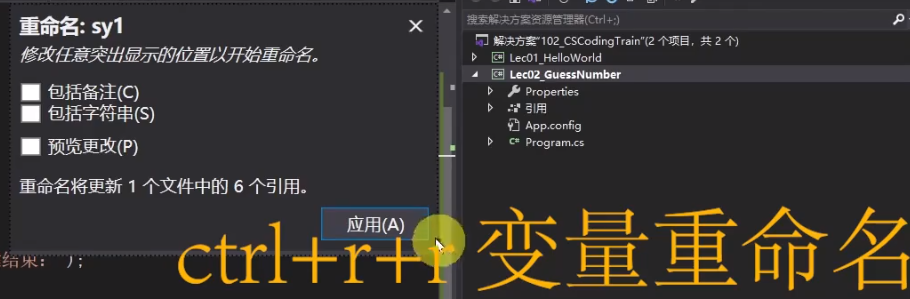 重命名: sy1
修改任意突出显示的位置以开始重命名。
包括备注(C)
包括字符串(S)
预览更改(P)
重命名将更新 1 个文件中的 6 个引用。
应用(A)
结果: ");
搜索解决方案资源管理器(Ctrl+;)
解决方案"102_CSCodingTrain"(2 个项目，共 2 个)
Lec01_HelloWorld
Lec02_GuessNumber
Properties
引用
App.config
Program.cs
ctrl+r+r 变量重命名